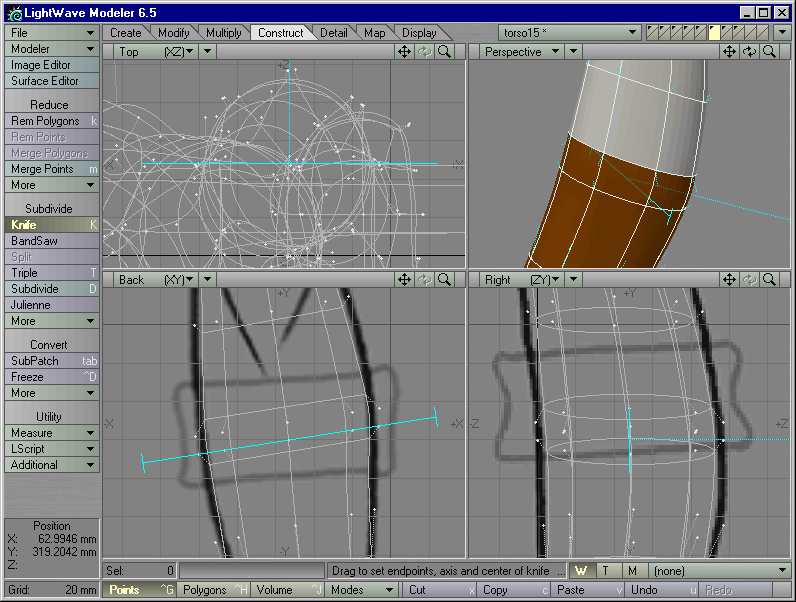 LightWave Modeler 6.5
File Create Modify Multiply Construct Detail Map Display torso15 *
Modeler Top (XZ) Perspective
Image Editor
Surface Editor
Reduce
Rem Polygons k
Rem Points
Merge Polygons
Merge Points m
More
Subdivide
Knife K
BandSaw
Split
Triple T
Subdivide D
Julienne
More
Convert
SubPatch tab
Freeze ^D
More
Utility
Measure
LScript
Additional
+Z
+X
Back (XY) Right (ZY)
+Y +Y
-X +X -Z +Z
-Y -Y
Position
X: 62.9946 mm
Y: 319.2042 mm
Z:
Sel: 0 Drag to set endpoints, axis and center of knife ... W T M (none)
Grid: 20 mm Points ^G Polygons ^H Volume ^J Modes Cut x Copy c Paste v Undo u Redo